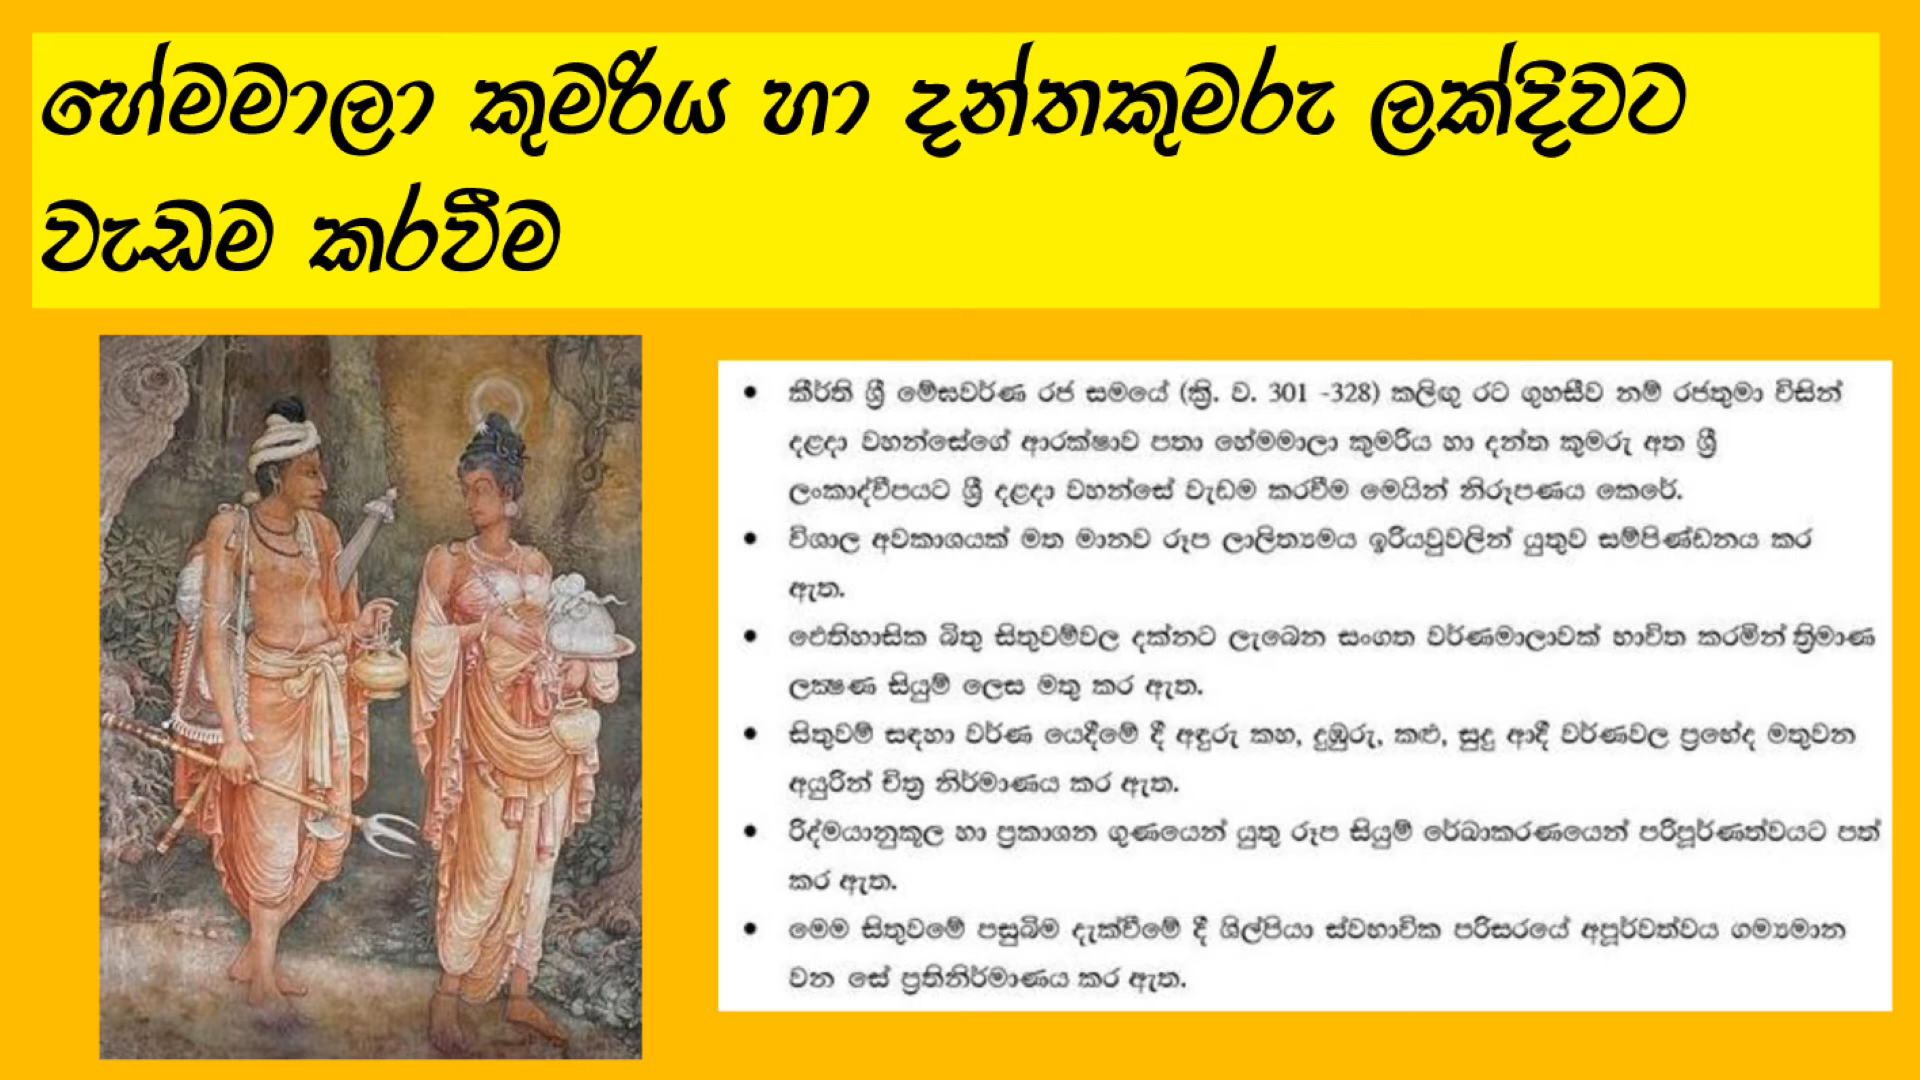 හේමමාලා කුමරිය හා දන්තකුමරු ලක්දිවට
වැඩම කරවීම
• කීර්ති ශ්‍රී මේඝවර්ණ රජ සමයේ (ක්‍රි. ව. 301 -328) කලිඟු රට ගුහසීව නම් රජතුමා විසින්
දළදා වහන්සේගේ ආරක්ෂාව පතා හේමමාලා කුමරිය හා දන්ත කුමරු අත ශ්‍රී
ලංකාද්වීපයට ශ්‍රී දළදා වහන්සේ වැඩම කරවීම මෙයින් නිරූපණය කෙරේ.
• විශාල අවකාශයක් මත මානව රූප ලාලිත්‍යමය ඉරියවුවලින් යුතුව සම්පිණ්ඩනය කර
ඇත.
• ඓතිහාසික බිතු සිතුවම්වල දක්නට ලැබෙන සංගත වර්ණමාලාවක් භාවිත කරමින් ත්‍රිමාණ
ලක්‍ෂණ සියුම් ලෙස මතු කර ඇත.
• සිතුවම් සඳහා වර්ණ යෙදීමේ දී අඳුරු කහ, දුඹුරු, කළු, සුදු ආදී වර්ණවල ප්‍රභේද මතුවන
අයුරින් චිත්‍ර නිර්මාණය කර ඇත.
• රිද්මයානුකූල හා ප්‍රකාශන ගුණයෙන් යුතු රූප සියුම් රේඛාකරණයෙන් පරිපූර්ණත්වයට පත්
කර ඇත.
• මෙම සිතුවමේ පසුබිම දැක්වීමේ දී ශිල්පියා ස්වභාවික පරිසරයේ අපූර්වත්වය ගම්‍යමාන
වන සේ ප්‍රතිනිර්මාණය කර ඇත.